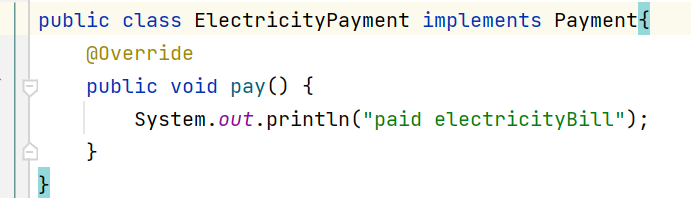 public class ElectricityPayment implements Payment{
    @Override
    public void pay() {
        System.out.println("paid electricityBill");
    }
}